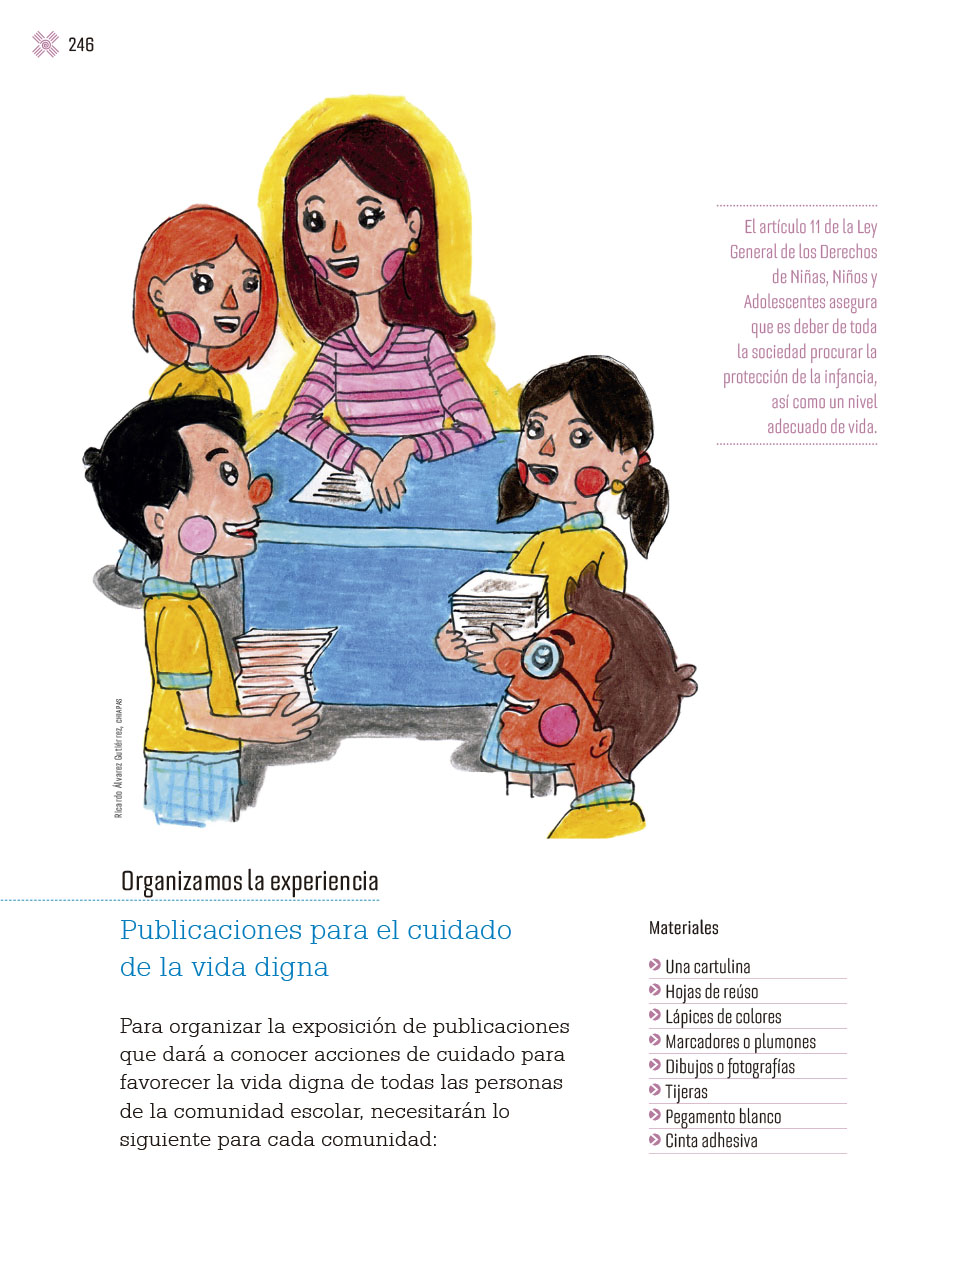 246
El artículo 11 de la Ley
General de los Derechos
de Niñas, Niños y
Adolescentes asegura
que es deber de toda
la sociedad procurar la
protección de la infancia,
así como un nivel
adecuado de vida.
Ricardo Álvarez Gutiérrez, CHIAPAS
Organizamos la experiencia
Publicaciones para el cuidado
de la vida digna
Para organizar la exposición de publicaciones
que dará a conocer acciones de cuidado para
favorecer la vida digna de todas las personas
de la comunidad escolar, necesitarán lo
siguiente para cada comunidad:
Materiales
Una cartulina
Hojas de reúso
Lápices de colores
Marcadores o plumones
Dibujos o fotografías
Tijeras
Pegamento blanco
Cinta adhesiva